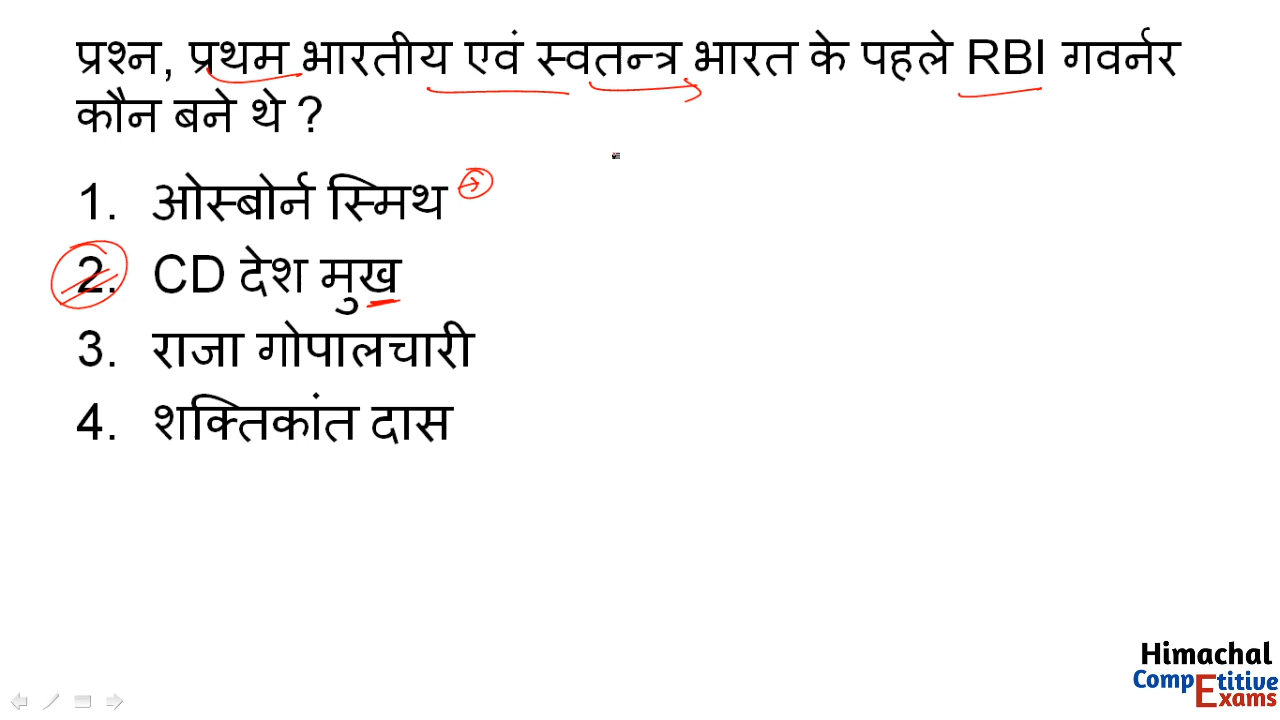 प्रश्न, प्रथम भारतीय एवं स्वतन्त्र भारत के पहले RBI गवर्नर
कौन बने थे ?
1. ओस्बोर्न स्मिथ
2. CD देश मुख
3. राजा गोपालचारी
4. शक्तिकांत दास
Himachal
Competitive
Exams